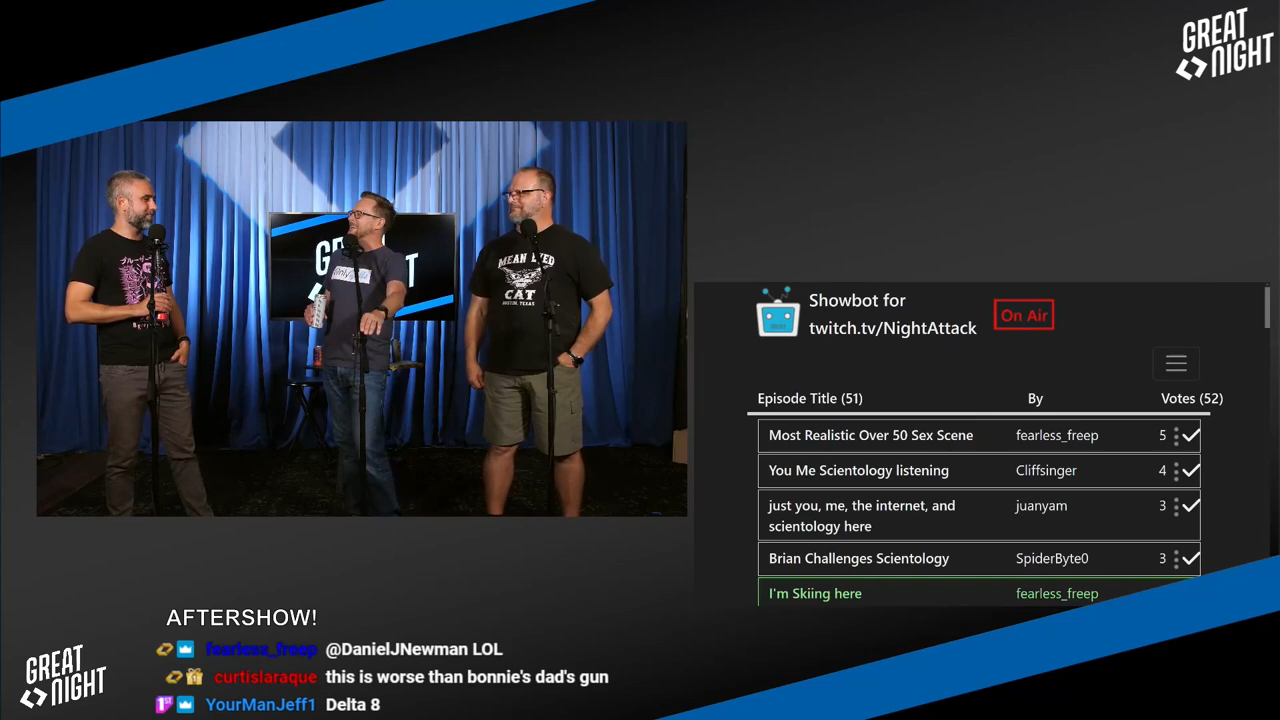 GREAT
NIGHT
MEAN EYED
CAT
AUSTIN, TEXAS
Showbot for
twitch.tv/NightAttack
On Air
Episode Title (51) By Votes (52)
Most Realistic Over 50 Sex Scene fearless_freep 5
You Me Scientology listening Cliffsinger 4
just you, me, the internet, and juanyam 3
scientology here
Brian Challenges Scientology SpiderByte0 3
I'm Skiing here fearless_freep
AFTERSHOW!
fearless_freep @DanielJNewman LOL
curtislaraque this is worse than bonnie's dad's gun
YourManJeff1 Delta 8
GREAT
NIGHT